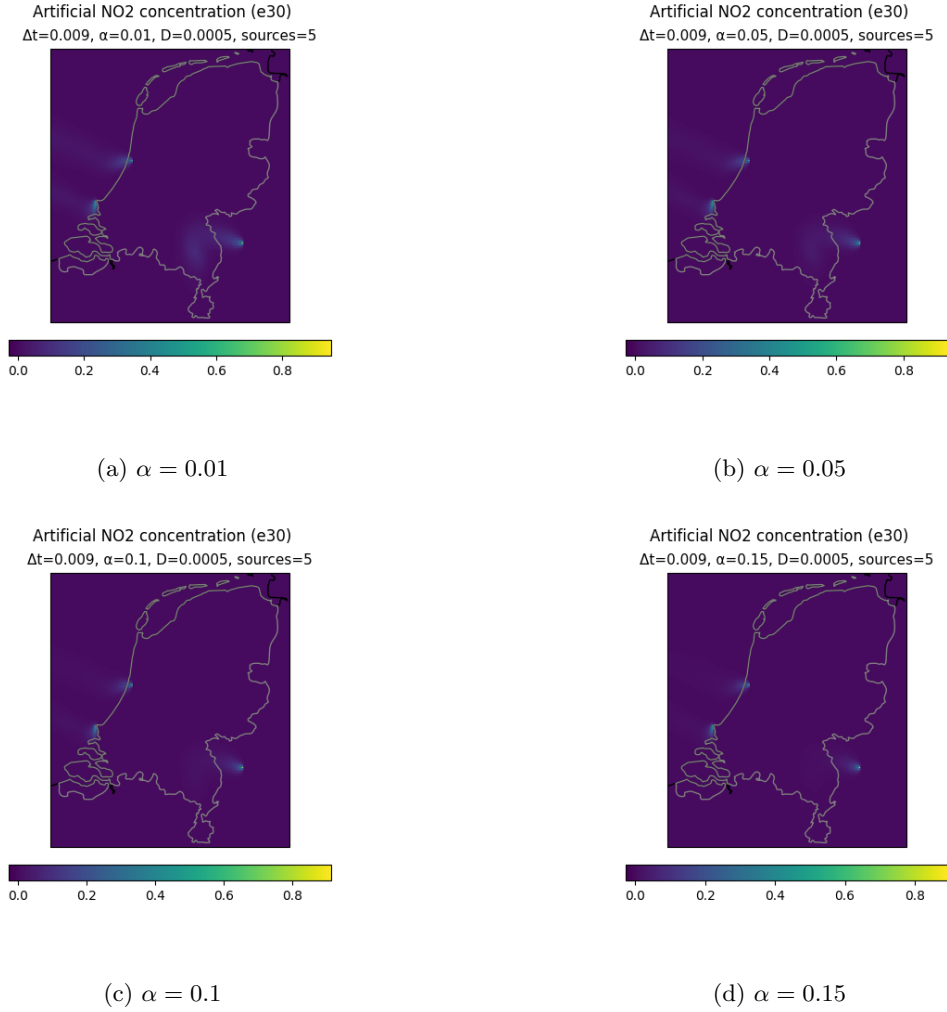 Artificial NO2 concentration (e30)
Δt=0.009, α=0.01, D=0.0005, sources=5
0.0 0.2 0.4 0.6 0.8
(a) α = 0.01
Artificial NO2 concentration (e30)
Δt=0.009, α=0.05, D=0.0005, sources=5
0.0 0.2 0.4 0.6 0.8
(b) α = 0.05
Artificial NO2 concentration (e30)
Δt=0.009, α=0.1, D=0.0005, sources=5
0.0 0.2 0.4 0.6 0.8
(c) α = 0.1
Artificial NO2 concentration (e30)
Δt=0.009, α=0.15, D=0.0005, sources=5
0.0 0.2 0.4 0.6 0.8
(d) α = 0.15